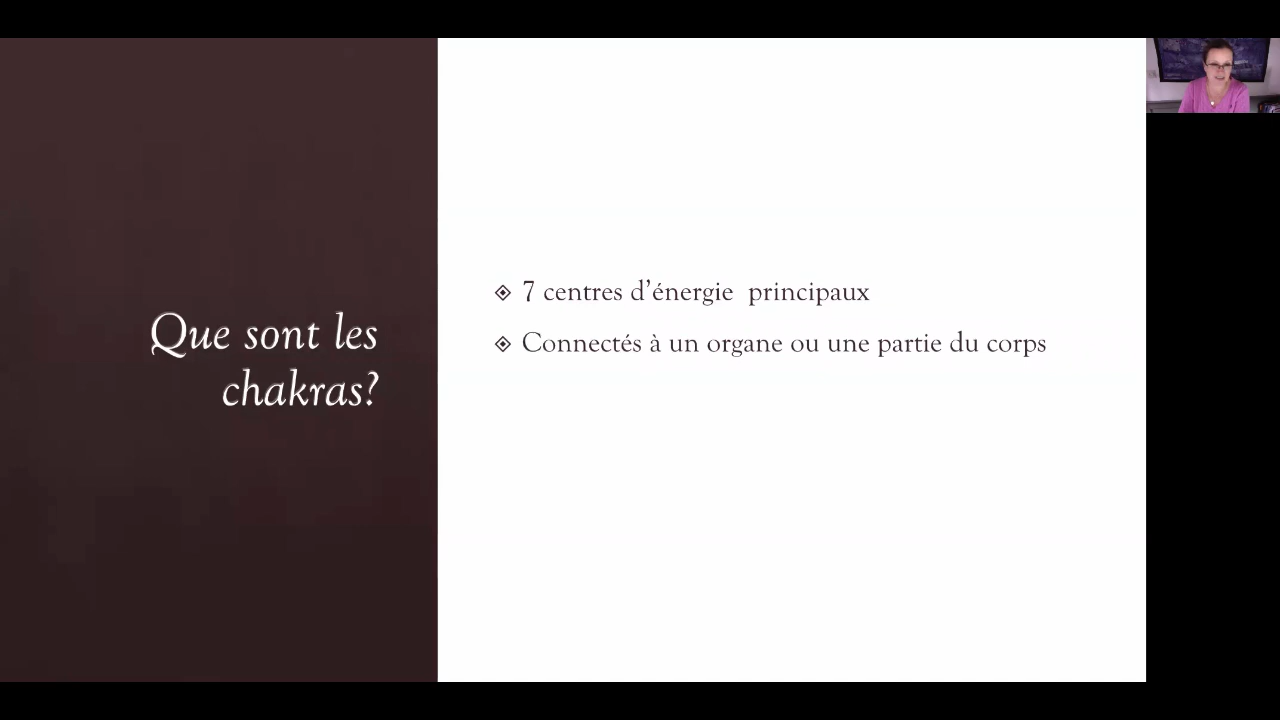 Que sont les
chakras?
7 centres d’énergie  principaux
Connectés à un organe ou une partie du corps